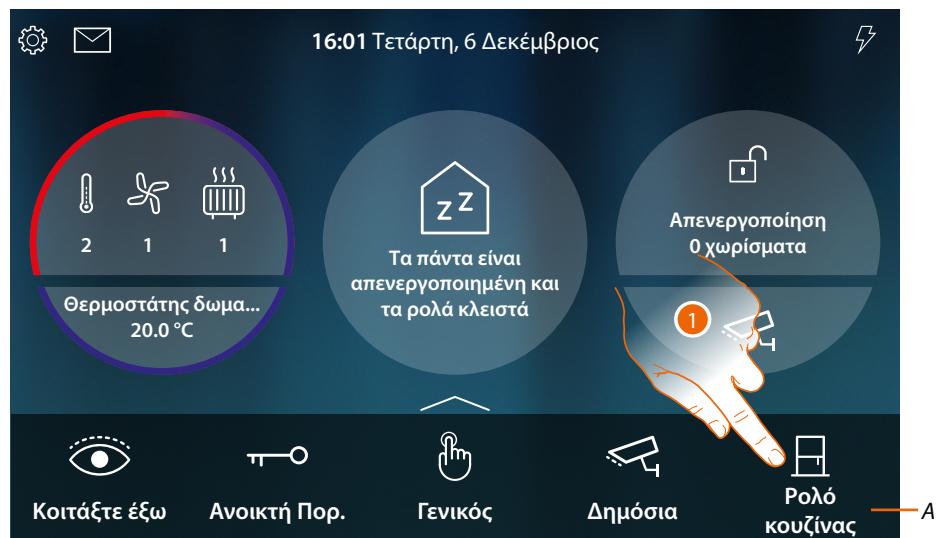 16:01 Τετάρτη, 6 Δεκέμβριος
2 1 1
Θερμοστάτης δωμα...
20.0 °C
z z
Τα πάντα είναι
απενεργοποιημένη και
τα ρολά κλειστά
Απενεργοποίηση
0 χωρίσματα
1
Κοιτάξτε έξω
Ανοικτή Πορ.
Γενικός
Δημόσια
Ρολό
κουζίνας
A